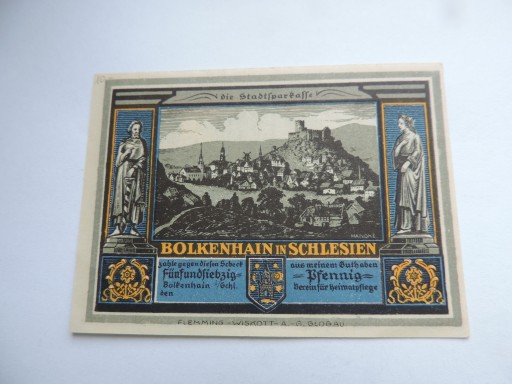 die Stadtsparkasse
BOLKENHAIN IN SCHLESIEN
zahle gegen diesen Scheck
aus meinem Guthaben
Fünfundsiebzig
Pfennig
Bolkenhain i/Schl.
Verein für Heimatpflege
den
FLEMMING-WISKOTT-A-G. GLOGAU